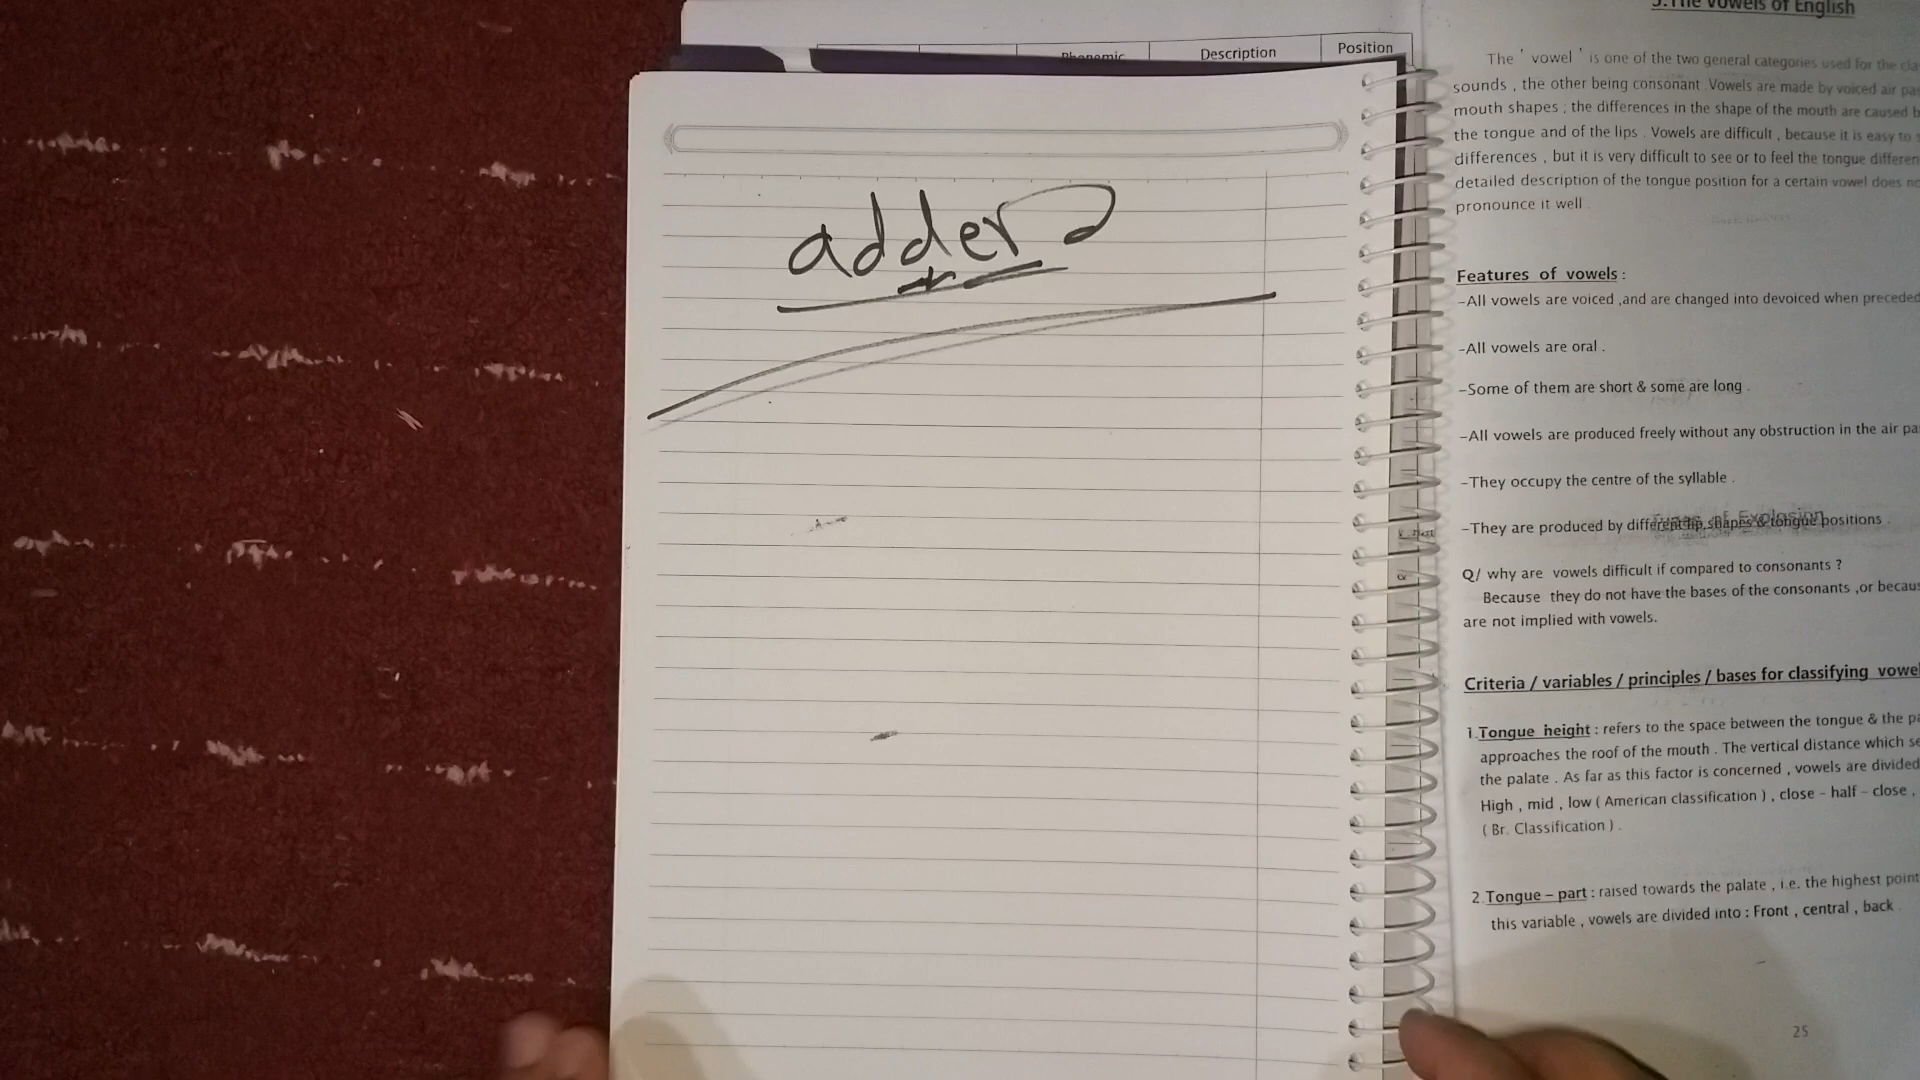 Description Position
adder
3.The Vowels of English
The ' vowel ' is one of the two general categories used for the
sounds , the other being consonant .Vowels are made by voiced air
mouth shapes ; the differences in the shape of the mouth are caused
the tongue and of the lips . Vowels are difficult , because it is easy to
differences , but it is very difficult to see or to feel the tongue
detailed description of the tongue position for a certain vowel does
pronounce it well .
Features of vowels :
-All vowels are voiced ,and are changed into devoiced when preceded
-All vowels are oral .
-Some of them are short & some are long .
-All vowels are produced freely without any obstruction in the air
-They occupy the centre of the syllable .
-They are produced by different lip shapes & tongue positions .
Q/ why are vowels difficult if compared to consonants ?
Because they do not have the bases of the consonants ,or
are not implied with vowels.
Criteria / variables / principles / bases for classifying
1.Tongue height : refers to the space between the tongue & the
approaches the roof of the mouth . The vertical distance which
the palate . As far as this factor is concerned , vowels are divided
High , mid , low ( American classification ) , close - half - close ,
( Br. Classification ) .
2.Tongue - part : raised towards the palate , i.e. the highest point
this variable , vowels are divided into : Front , central , back .
25